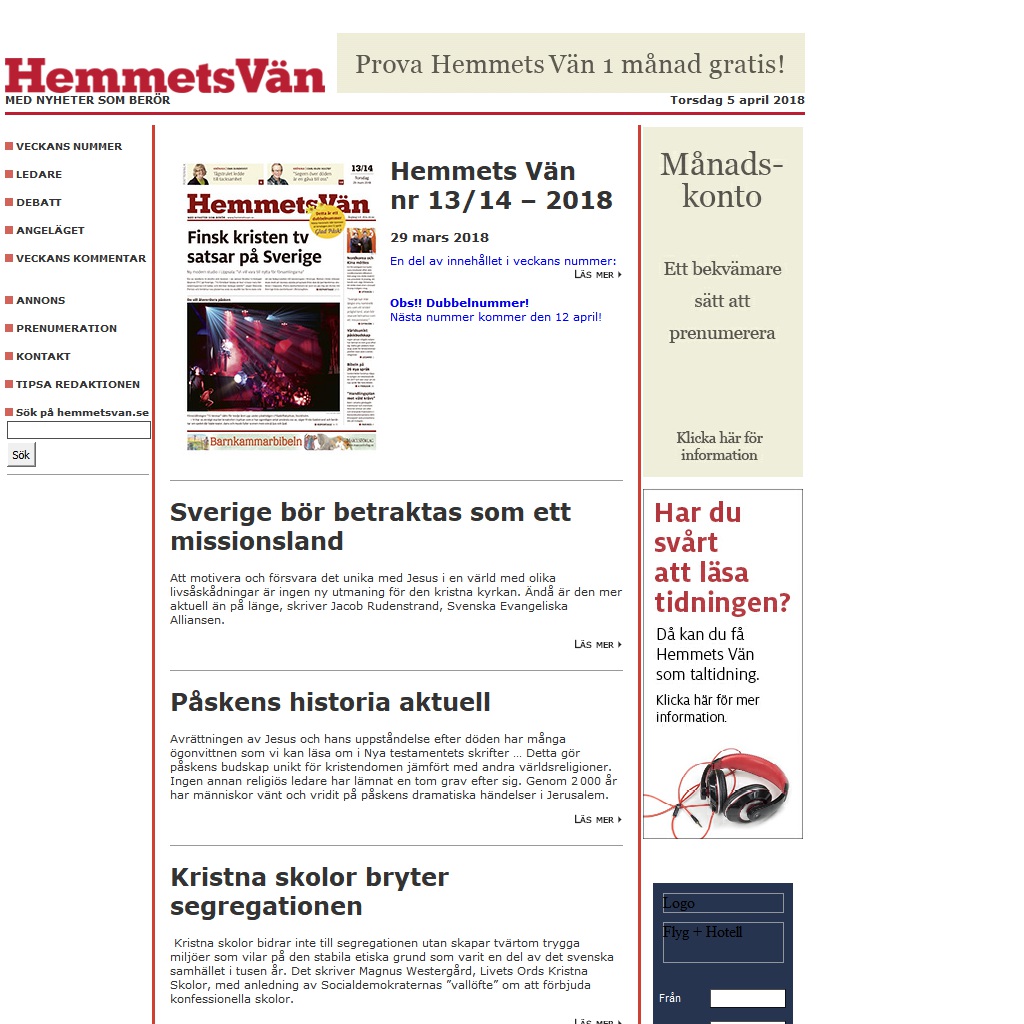 HemmetsVän
Prova Hemmets Vän 1 månad gratis!
MED NYHETER SOM BERÖR
Torsdag 5 april 2018
VECKANS NUMMER
LEDARE
DEBATT
ANGELÄGET
VECKANS KOMMENTAR
ANNONS
PRENUMERATION
KONTAKT
TIPSA REDAKTIONEN
Sök på hemmetsvan.se
Sök
13/14
HemmetsVän
Finsk kristen tv
satsar på Sverige
Barnkammarbibeln
Hemmets Vän
nr 13/14 – 2018
29 mars 2018
En del av innehållet i veckans nummer:
LÄS MER
Obs!! Dubbelnummer!
Nästa nummer kommer den 12 april!
Sverige bör betraktas som ett
missionsland
Att motivera och försvara det unika med Jesus i en värld med olika
livsåskådningar är ingen ny utmaning för den kristna kyrkan. Ändå är den mer
aktuell än på länge, skriver Jacob Rudenstrand, Svenska Evangeliska
Alliansen.
LÄS MER
Påskens historia aktuell
Avrättningen av Jesus och hans uppståndelse efter döden har många
ögonvittnen som vi kan läsa om i Nya testamentets skrifter … Detta gör
påskens budskap unikt för kristendomen jämfört med andra världsreligioner.
Ingen annan religiös ledare har lämnat en tom grav efter sig. Genom 2 000 år
har människor vänt och vridit på påskens dramatiska händelser i Jerusalem.
LÄS MER
Kristna skolor bryter
segregationen
Kristna skolor bidrar inte till segregationen utan skapar tvärtom trygga
miljöer som vilar på den stabila etiska grund som varit en del av det svenska
samhället i tusen år. Det skriver Magnus Westergård, Livets Ords Kristna
Skolor, med anledning av Socialdemokraternas ”vallöfte” om att förbjuda
konfessionella skolor.
LÄS MER
Månads-
konto
Ett bekvämare
sätt att
prenumerera
Klicka här för
information
Har du
svårt
att läsa
tidningen?
Då kan du få
Hemmets Vän
som taltidning.
Klicka här för mer
information.
Logo
Flyg + Hotell
Från